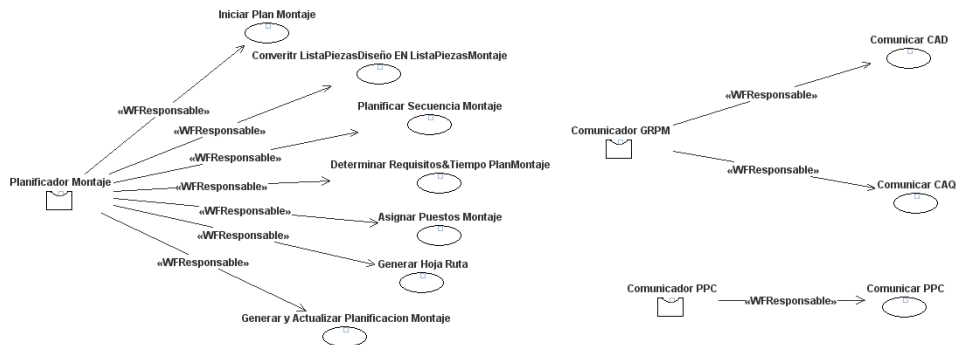 Iniciar Plan Montaje
Converitr ListaPiezasDiseño EN ListaPiezasMontaje
«WFResponsable»
«WFResponsable»
Planificar Secuencia Montaje
«WFResponsable»
Determinar Requisitos&Tiempo PlanMontaje
Planificador Montaje
«WFResponsable»
«WFResponsable»
Asignar Puestos Montaje
«WFResponsable»
«WFResponsable»
Generar Hoja Ruta
Generar y Actualizar Planificacion Montaje
Comunicar CAD
«WFResponsable»
Comunicador GRPM
«WFResponsable»
Comunicar CAQ
Comunicador PPC
«WFResponsable»
Comunicar PPC